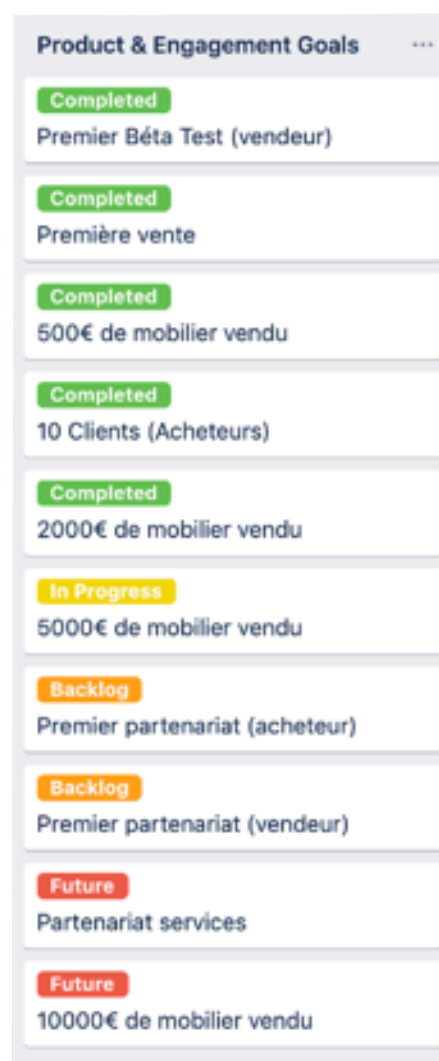 Product & Engagement Goals ...
Completed
Premier Béta Test (vendeur)
Completed
Première vente
Completed
500€ de mobilier vendu
Completed
10 Clients (Acheteurs)
Completed
2000€ de mobilier vendu
In Progress
5000€ de mobilier vendu
Backlog
Premier partenariat (acheteur)
Backlog
Premier partenariat (vendeur)
Future
Partenariat services
Future
10000€ de mobilier vendu